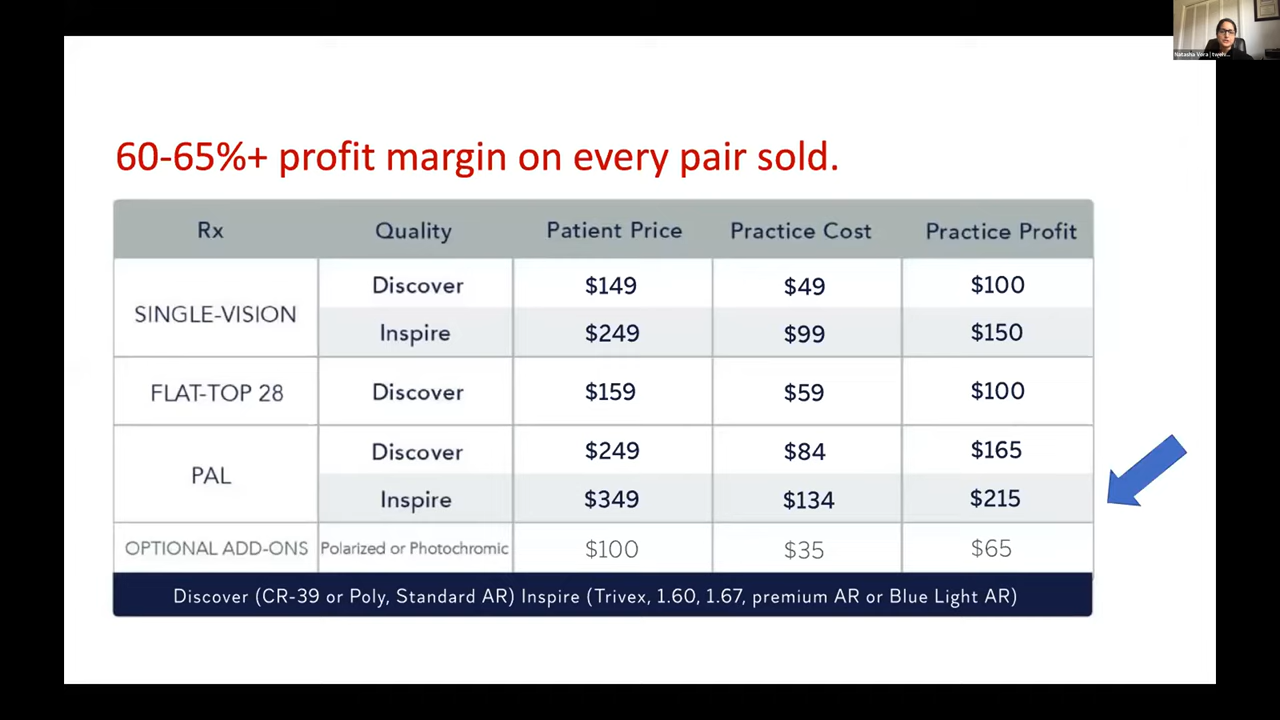 Natasha Vora | twehi...
60-65%+ profit margin on every pair sold.
Rx Quality Patient Price Practice Cost Practice Profit
SINGLE-VISION
Discover $149 $49 $100
Inspire $249 $99 $150
FLAT-TOP 28 Discover $159 $59 $100
PAL
Discover $249 $84 $165
Inspire $349 $134 $215
OPTIONAL ADD-ONS Polarized or Photochromic $100 $35 $65
Discover (CR-39 or Poly, Standard AR) Inspire (Trivex, 1.60, 1.67, premium AR or Blue Light AR)